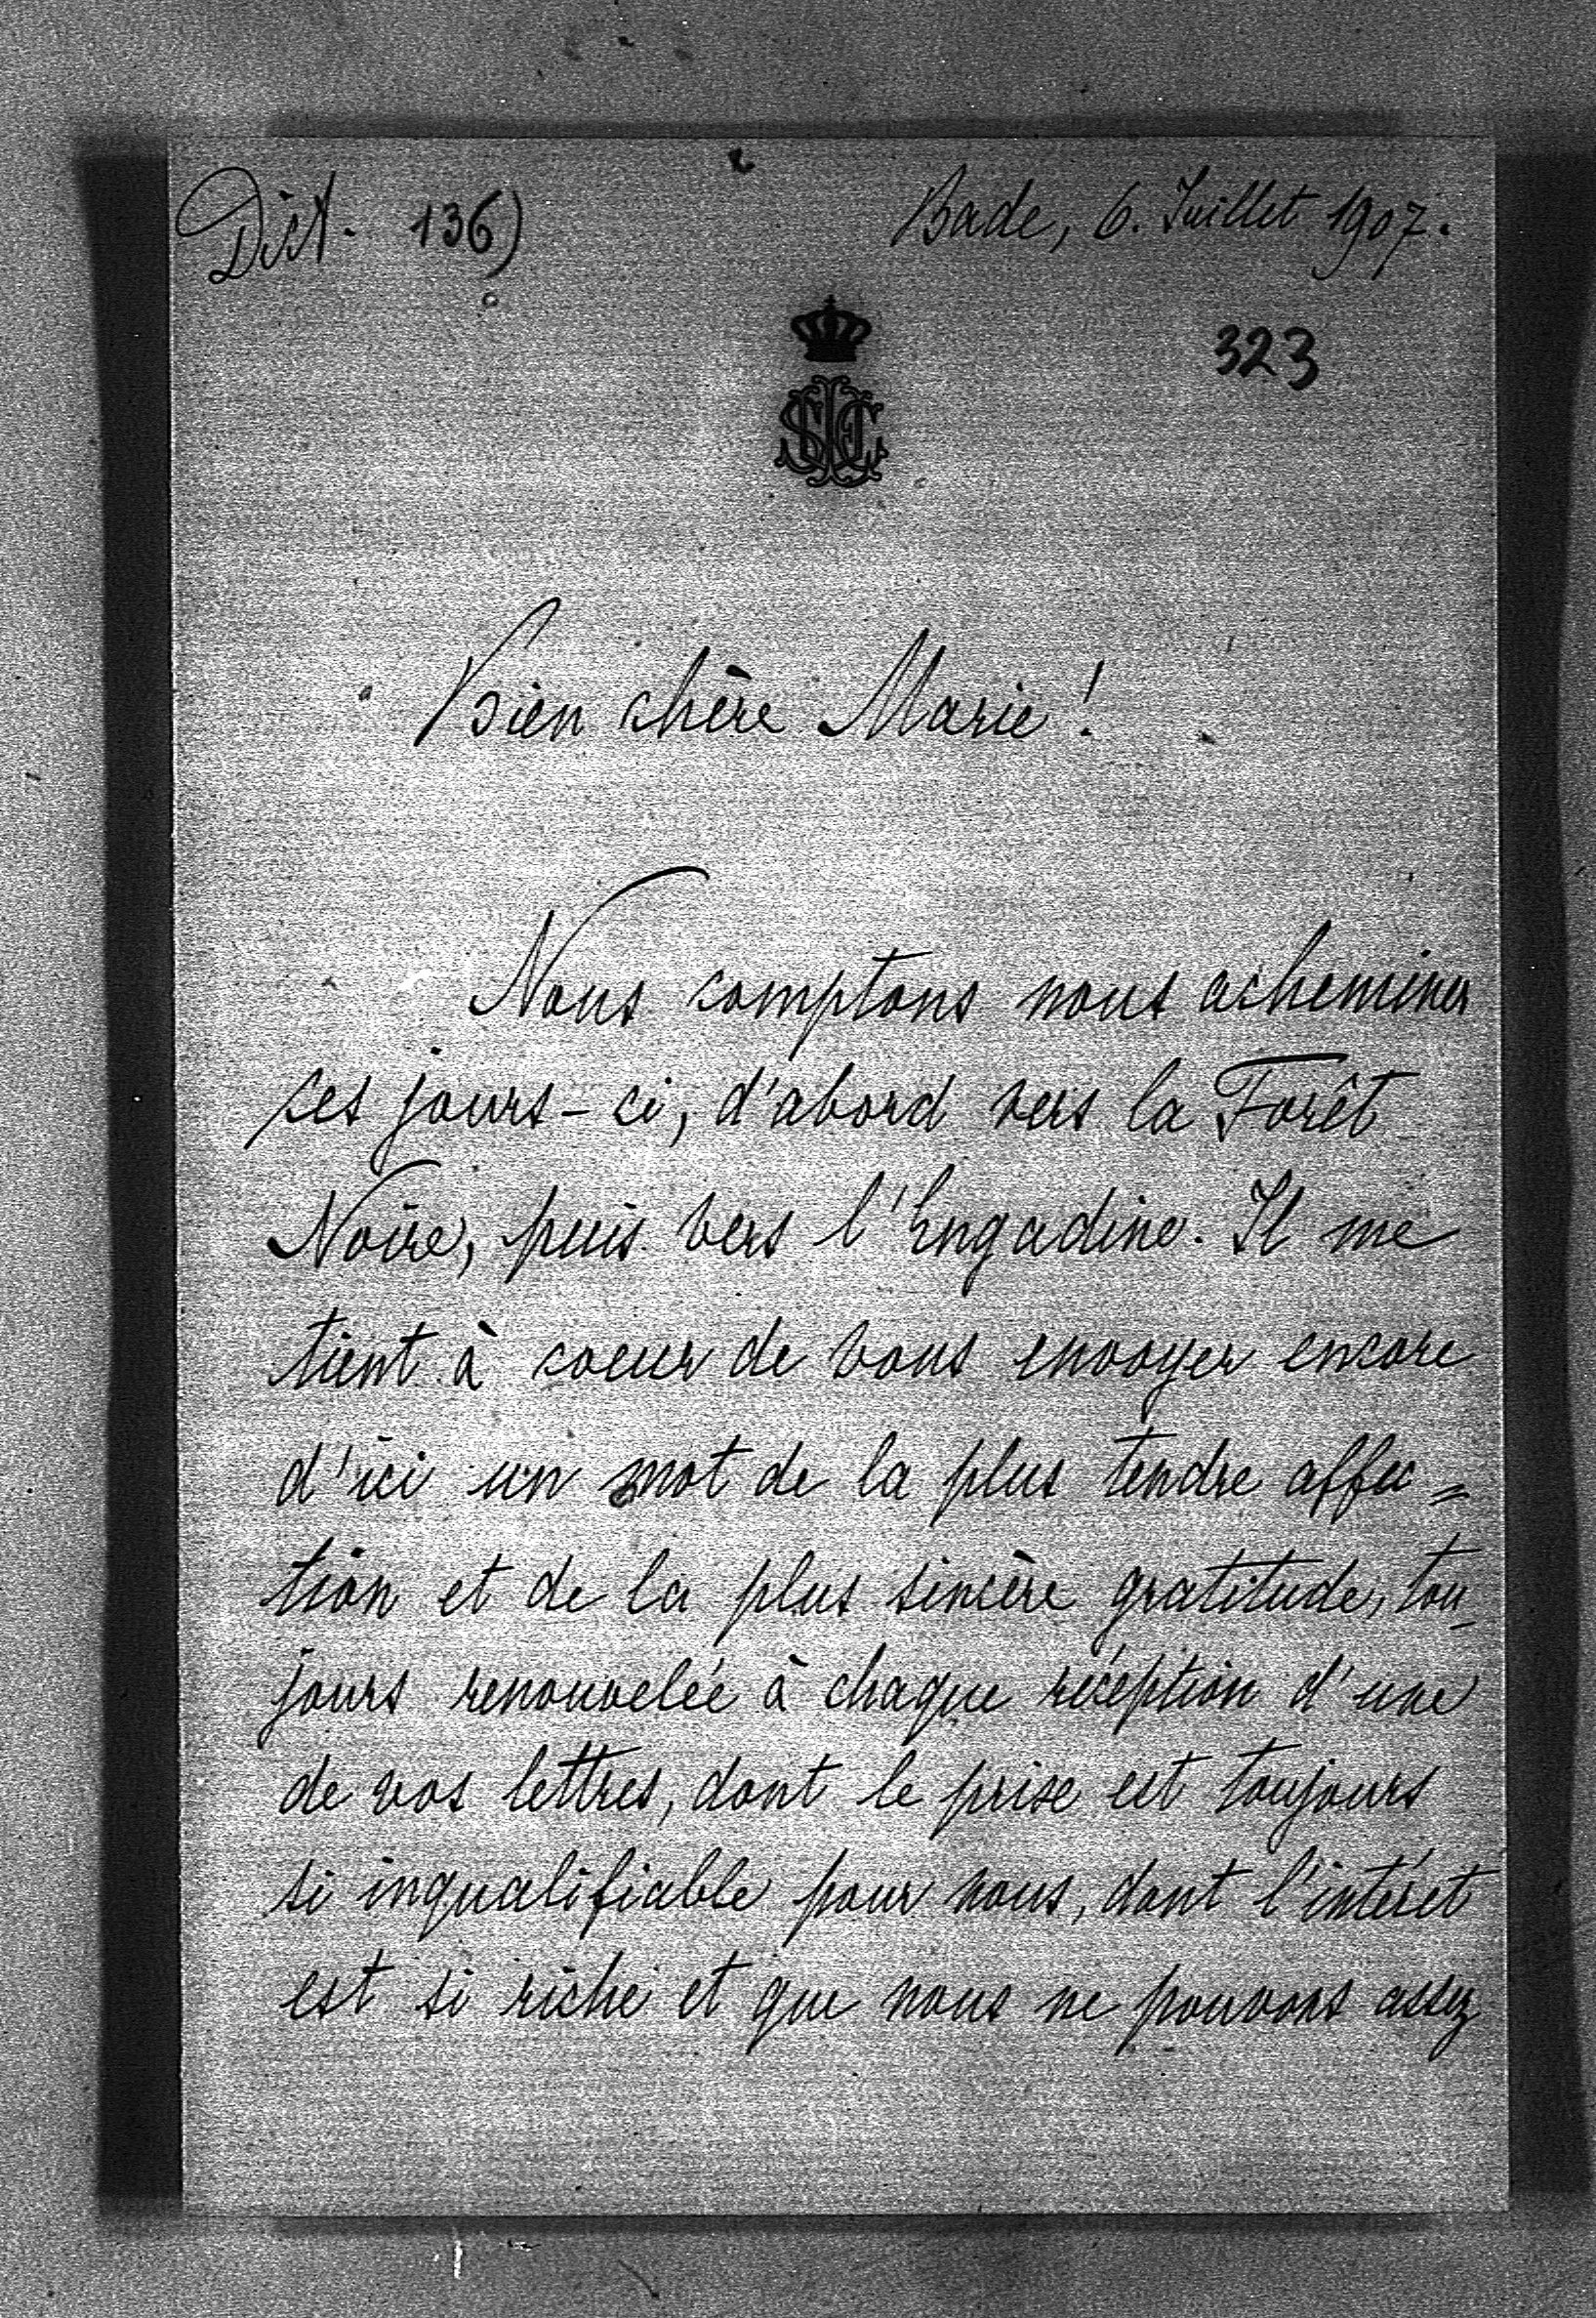 Dict. 136)
Bade, 6. Juillet 1907.
323
Bien chère Marie!
Nous comptons nous acheminer
ces jours-ci, d'abord vers la Forêt
Noire, puis vers l'Engadine. Il me
tient à coeur de vous envoyer encore
d'ici un mot de la plus tendre affec=
tion et de la plus sincère gratitude, tou_
jours renouvelée à chaque réception d'une
de vos lettres, dont le prise est toujours
si inqualifiable pour nous, dont l'intérêt
est si riche et que nous ne pouvons assez